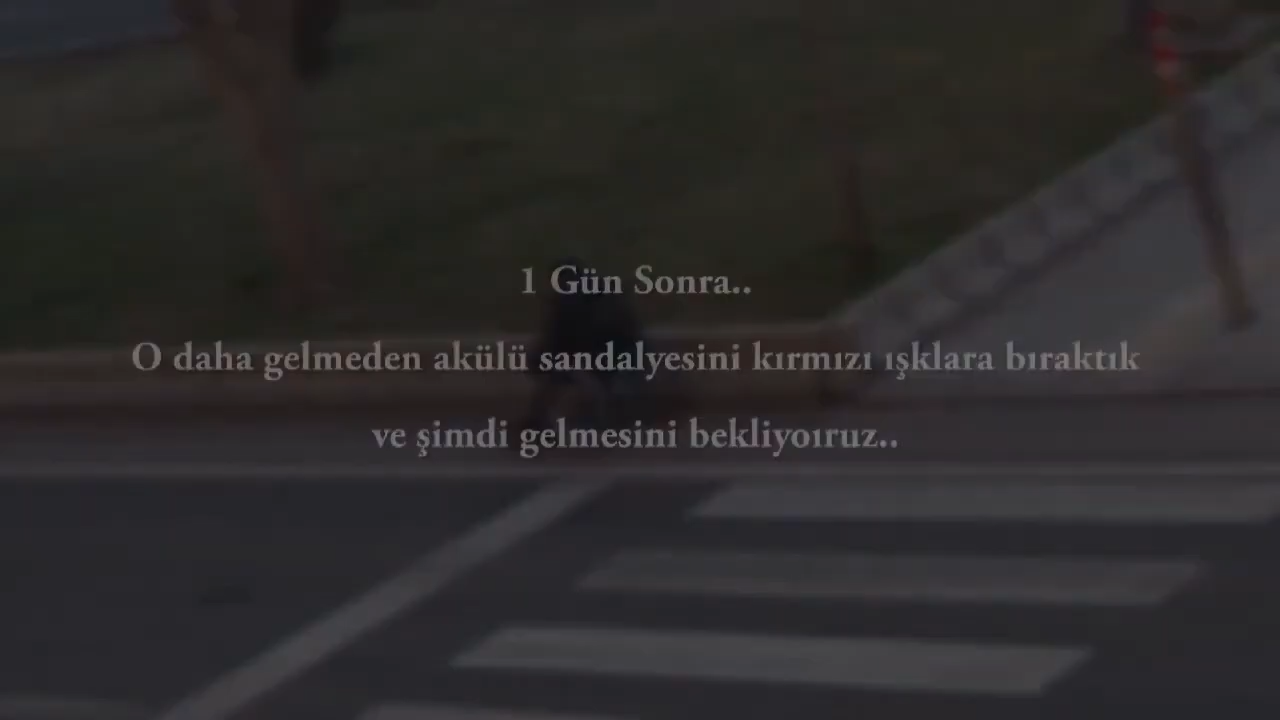 1 Gün Sonra..
O daha gelmeden akülü sandalyesini kırmızı ışklara bıraktık
ve şimdi gelmesini bekliyoıruz..